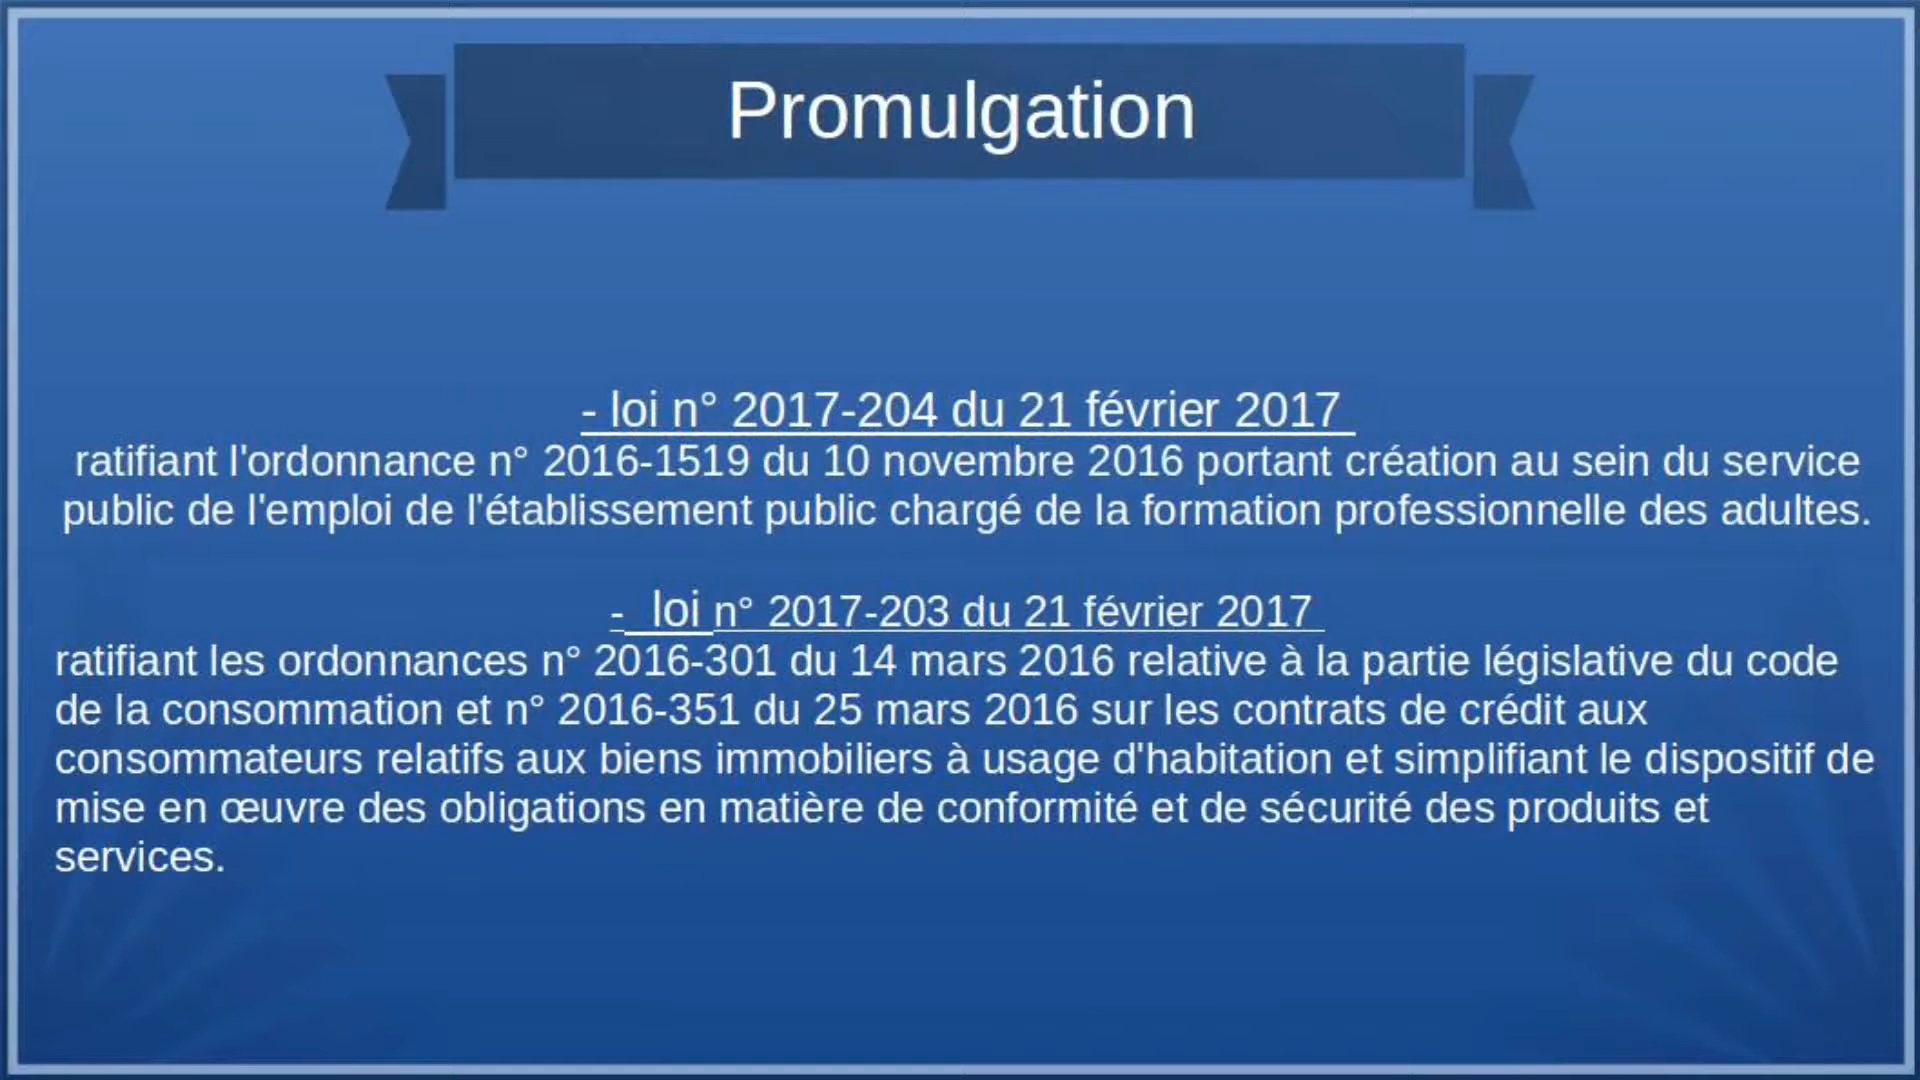 Promulgation
- loi n° 2017-204 du 21 février 2017
ratifiant l'ordonnance n° 2016-1519 du 10 novembre 2016 portant création au sein du service
public de l'emploi de l'établissement public chargé de la formation professionnelle des adultes.
- loi n° 2017-203 du 21 février 2017
ratifiant les ordonnances n° 2016-301 du 14 mars 2016 relative à la partie législative du code
de la consommation et n° 2016-351 du 25 mars 2016 sur les contrats de crédit aux
consommateurs relatifs aux biens immobiliers à usage d'habitation et simplifiant le dispositif de
mise en œuvre des obligations en matière de conformité et de sécurité des produits et
services.